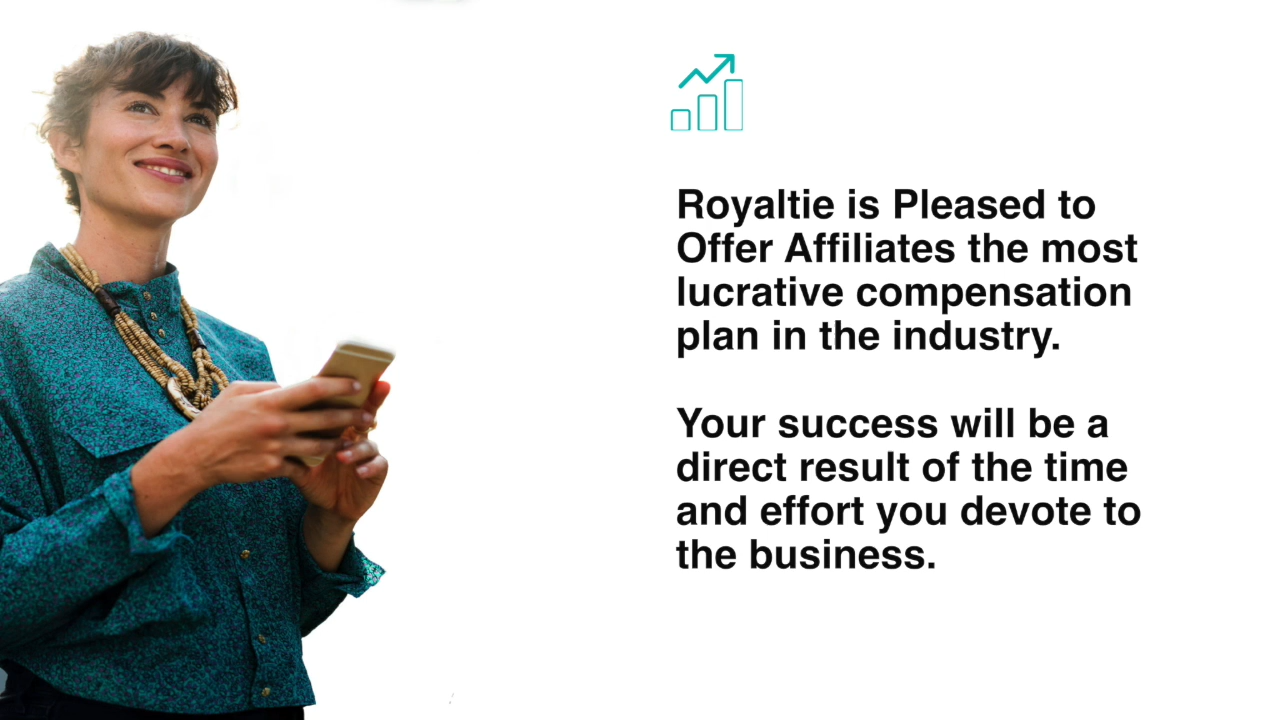 Royaltie is Pleased to
Offer Affiliates the most
lucrative compensation
plan in the industry.
Your success will be a
direct result of the time
and effort you devote to
the business.